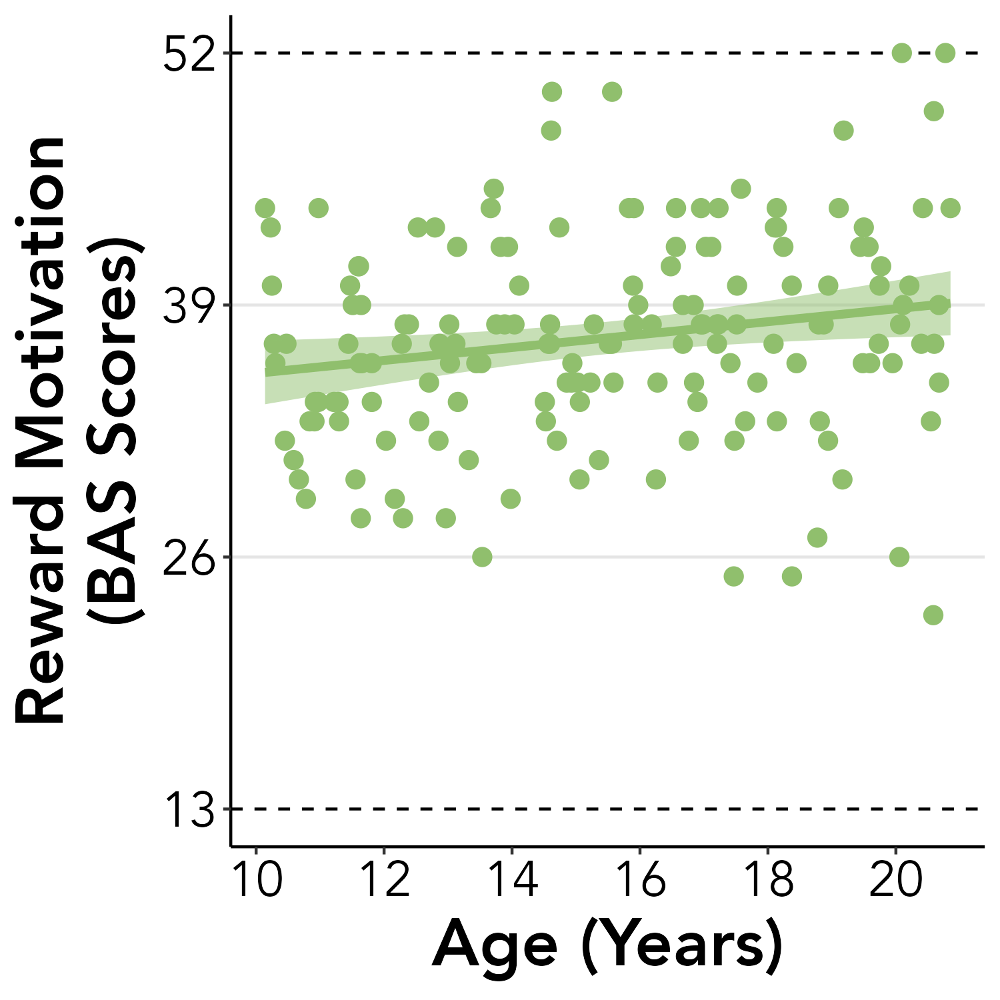 Reward Motivation
(BAS Scores)
52
39
26
13
10 12 14 16 18 20
Age (Years)